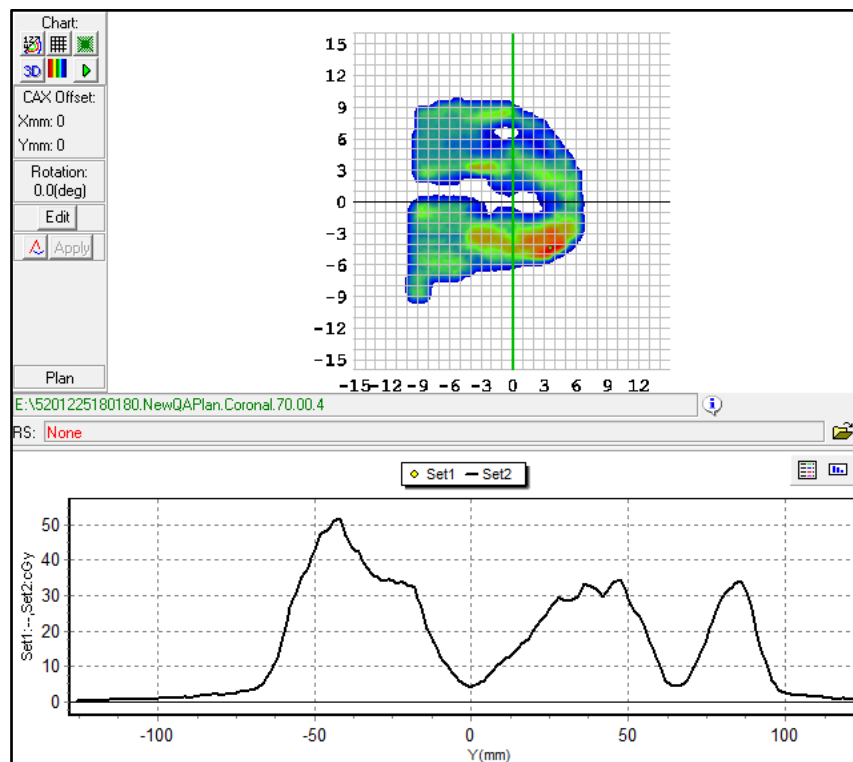 Chart:
123
3D
CAX Offset:
Xmm: 0
Ymm: 0
Rotation:
0.0(deg)
Edit
Apply
Plan
15
12
9
6
3
0
-3
-6
-9
-12
-15
-15-12 -9 -6 -3 0 3 6 9 12
E:\5201225180180.NewQAPlan.Coronal.70.00.4
RS: None
Set1 Set2
Set1:--,Set2:cGy
50
40
30
20
10
0
-100 -50 0 50 100
Y(mm)